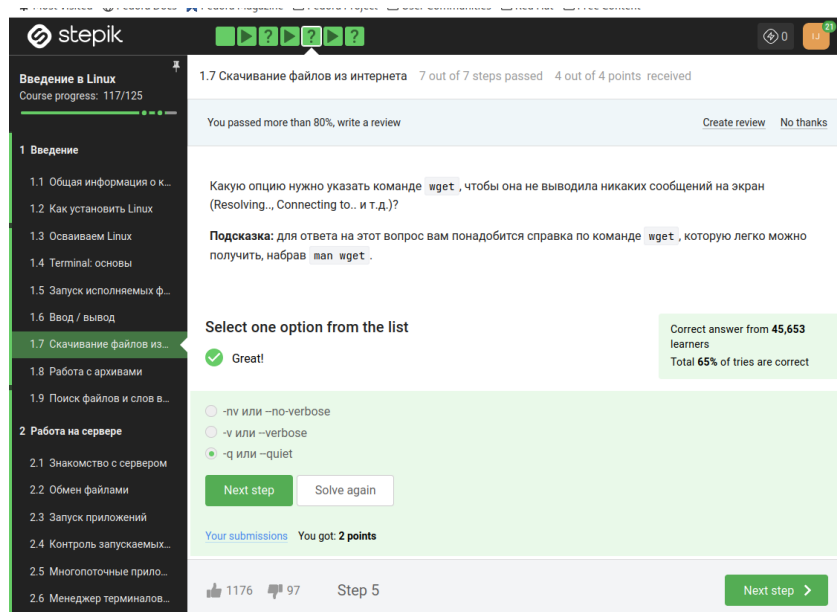 Fedora Docs
Fedora Magazine
stepik
0
IJ
21
Введение в Linux
Course progress: 117/125
1 Введение
1.1 Общая информация о к...
1.2 Как установить Linux
1.3 Осваиваем Linux
1.4 Terminal: основы
1.5 Запуск исполняемых ф...
1.6 Ввод / вывод
1.7 Скачивание файлов из...
1.8 Работа с архивами
1.9 Поиск файлов и слов в...
2 Работа на сервере
2.1 Знакомство с сервером
2.2 Обмен файлами
2.3 Запуск приложений
2.4 Контроль запускаемых...
2.5 Многопоточные прило...
2.6 Менеджер терминалов...
1.7 Скачивание файлов из интернета 7 out of 7 steps passed 4 out of 4 points received
You passed more than 80%, write a review Create review No thanks
Какую опцию нужно указать команде wget, чтобы она не выводила никаких сообщений на экран
(Resolving.., Connecting to.. и т.д.)?
Подсказка: для ответа на этот вопрос вам понадобится справка по команде wget, которую легко можно
получить, набрав man wget.
Select one option from the list
Great!
Correct answer from 45,653
learners
Total 65% of tries are correct
-nv или –no-verbose
-v или –verbose
-q или –quiet
Next step Solve again
Your submissions You got: 2 points
1176 97 Step 5 Next step